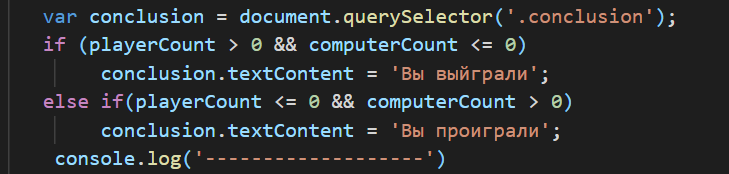 var conclusion = document.querySelector('.conclusion');
if (playerCount > 0 && computerCount <= 0)
conclusion.textContent = 'Вы выйграли';
else if(playerCount <= 0 && computerCount > 0)
conclusion.textContent = 'Вы проиграли';
console.log('-------------------')